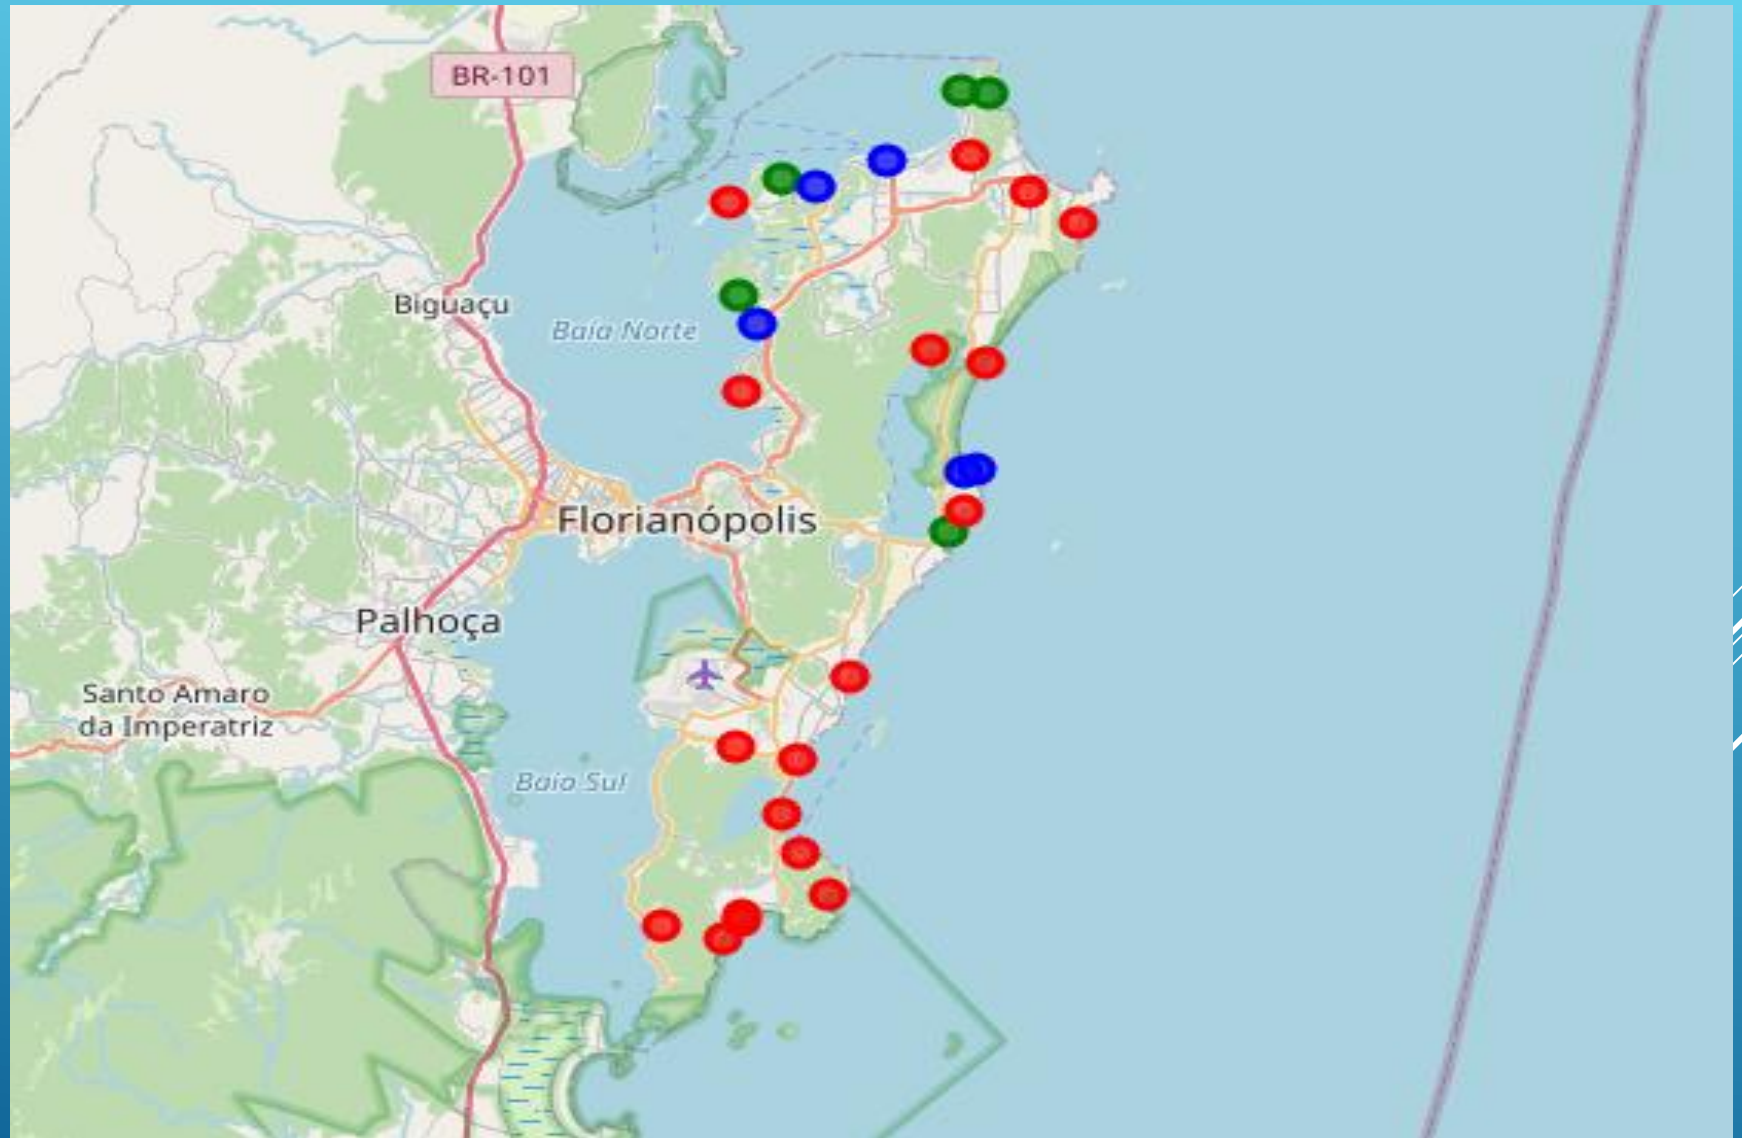 BR-101
Biguaçu
Baía Norte
Florianópolis
Palhoça
Santo Amaro
da Imperatriz
Baía Sul